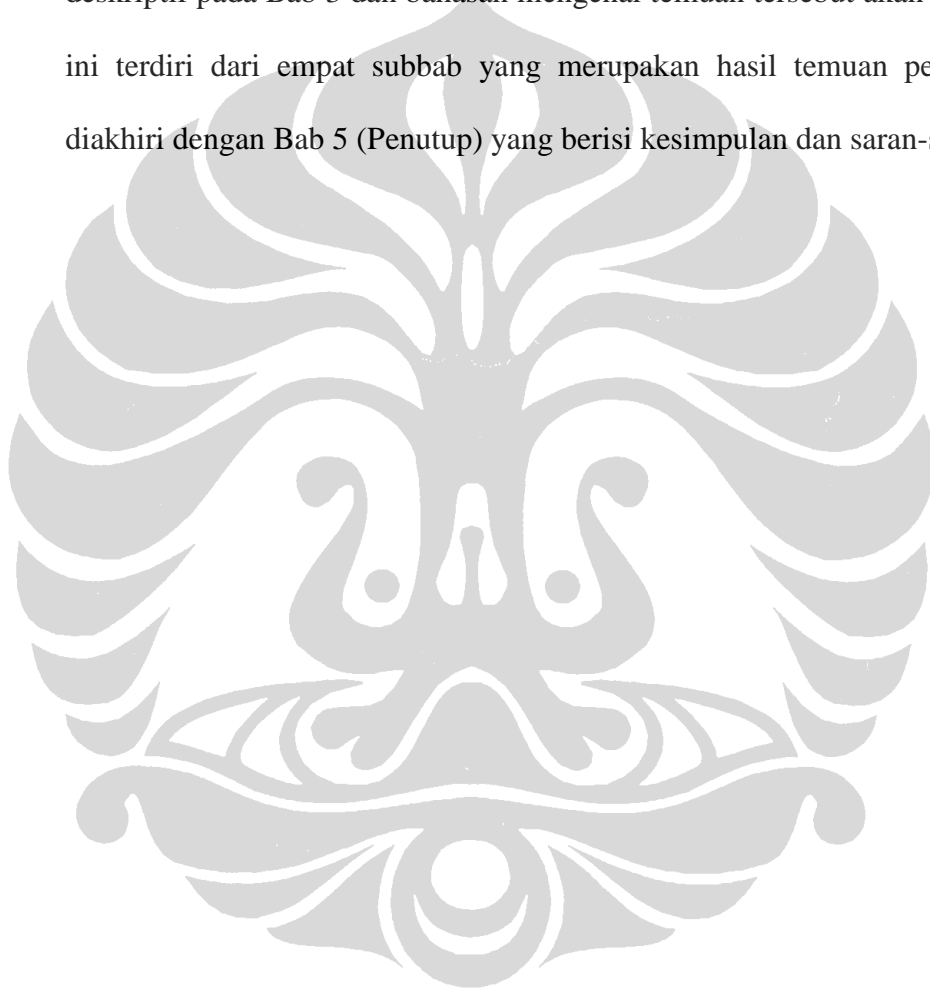 deskriptif pada Bab 3 dan bahasan mengenai temuan tersebut akan
ini terdiri dari empat subbab yang merupakan hasil temuan pe
diakhiri dengan Bab 5 (Penutup) yang berisi kesimpulan dan saran-s